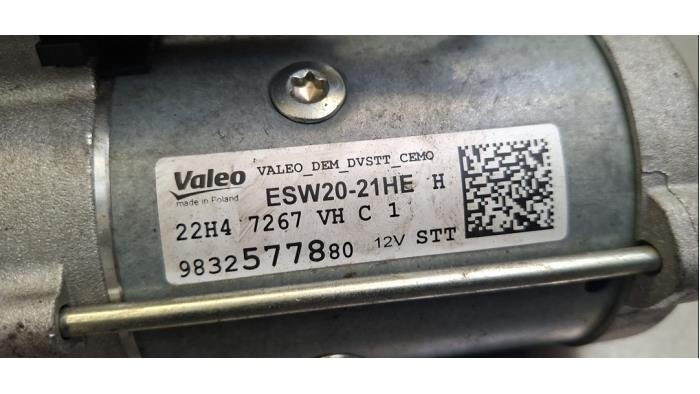 Valeo VALEO_DEM_DVSTT_CEMO
made in Poland ESW20-21HE H
22H4 7267 VH C 1
9832577880 12V STT